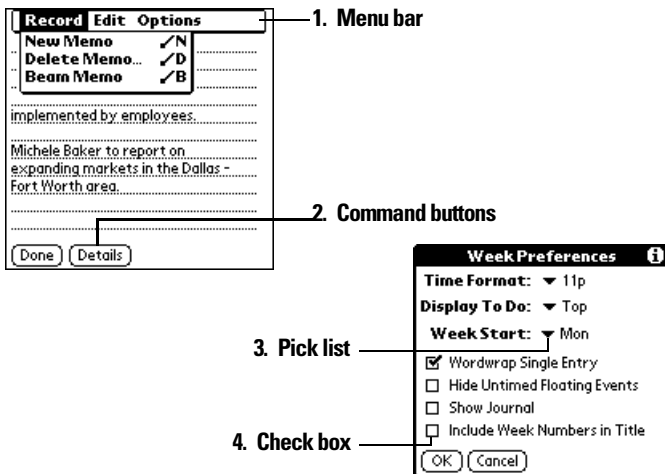 Record Edit Options
1. Menu bar
New Memo /N
Delete Memo... /D
Beam Memo /B
implemented by employees.
Michele Baker to report on
expanding markets in the Dallas -
Fort Worth area.
2. Command buttons
Done Details
Week Preferences i
Time Format: 11p
Display To Do: Top
Week Start: Mon
3. Pick list
Wordwrap Single Entry
Hide Untimed Floating Events
Show Journal
Include Week Numbers in Title
4. Check box
OK Cancel